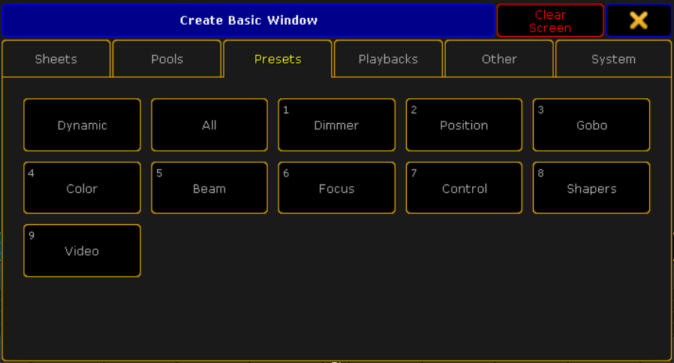 Create Basic Window
Clear
Screen
Sheets Pools Presets Playbacks Other System
Dynamic All 1 Dimmer 2 Position 3 Gobo
4 Color 5 Beam 6 Focus 7 Control 8 Shapers
9 Video